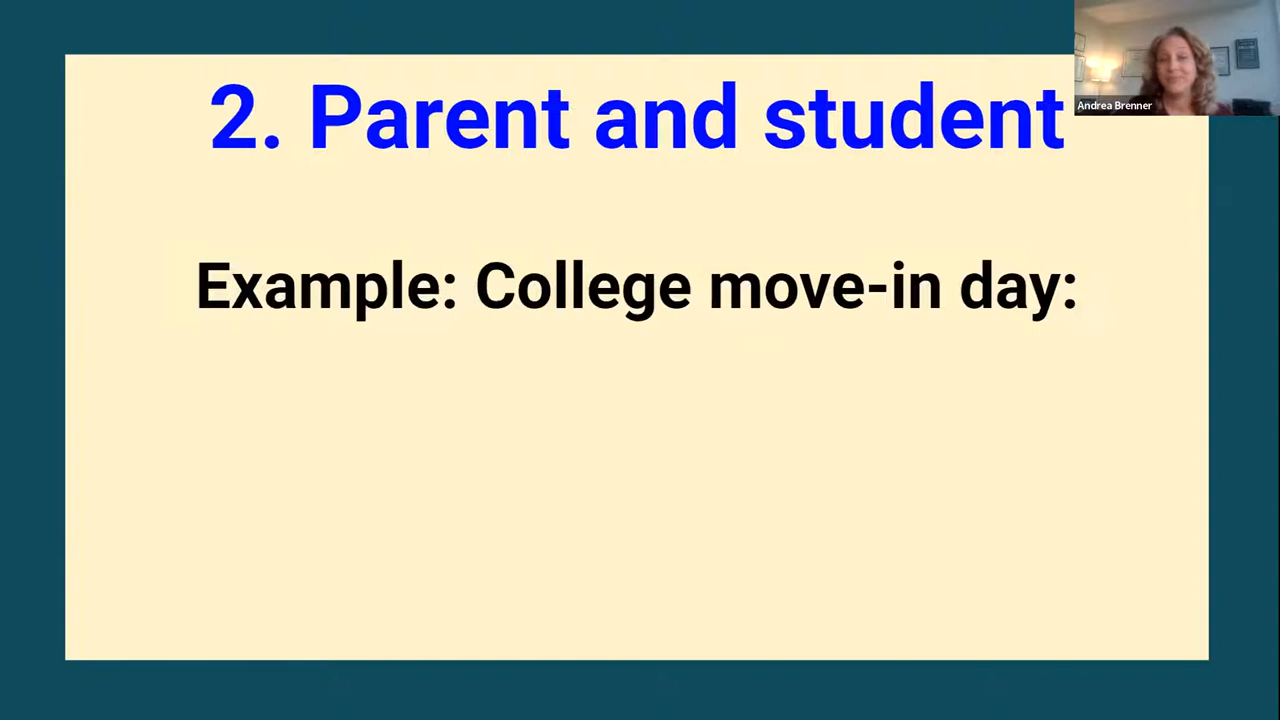 2. Parent and student
Andrea Brenner
Example: College move-in day: